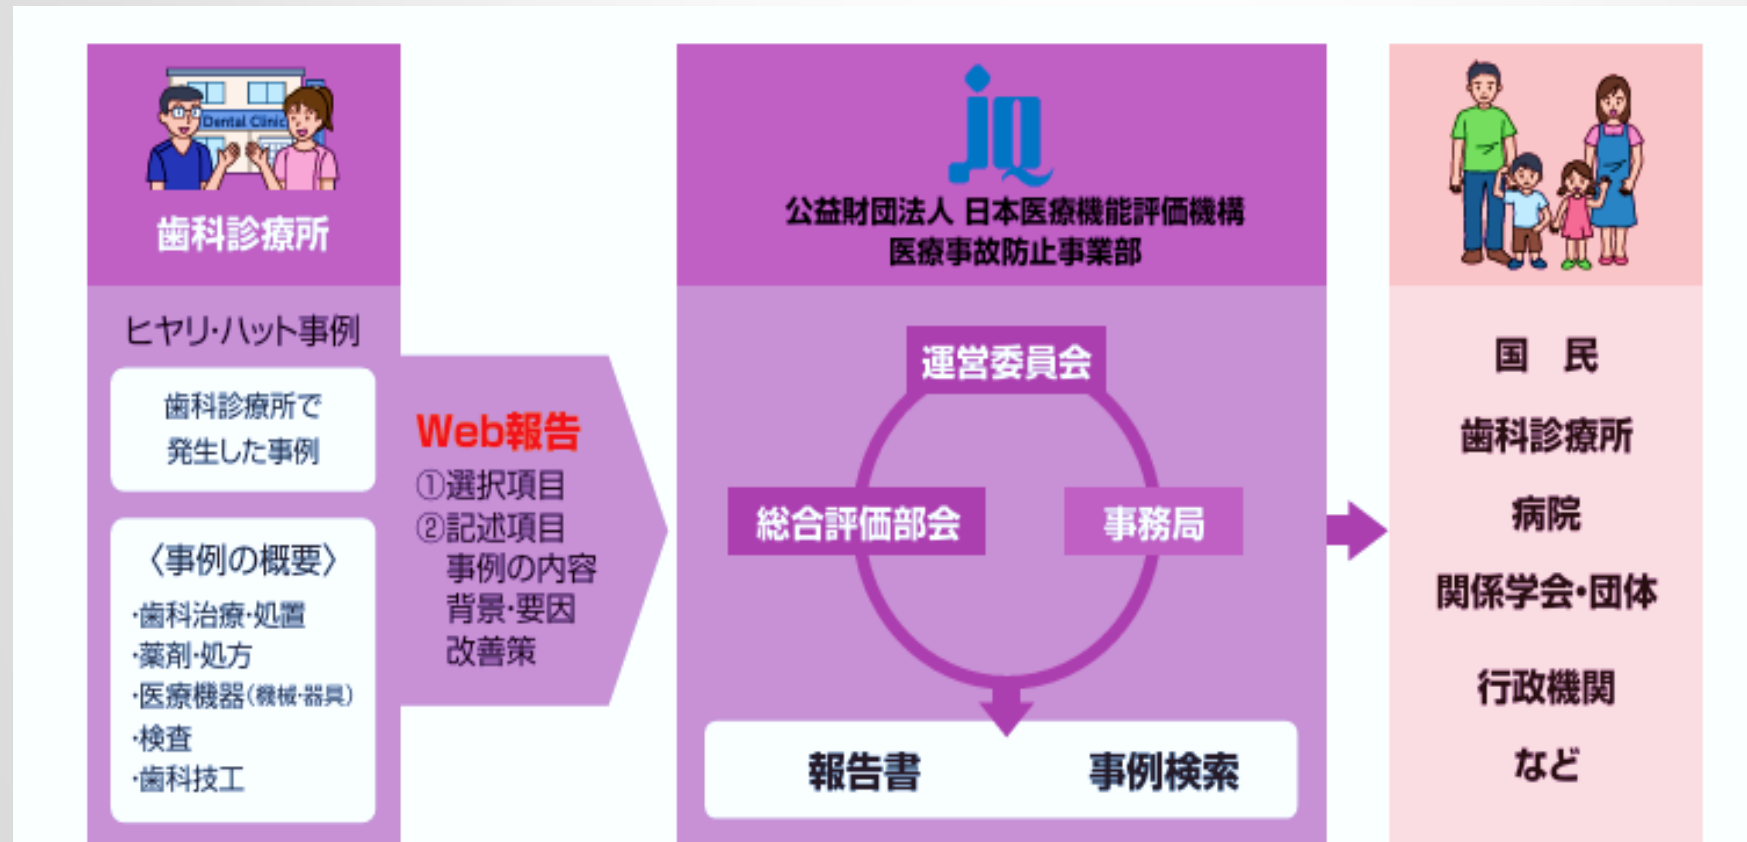 Dental Clinic
歯科診療所
ヒヤリ・ハット事例
歯科診療所で
発生した事例
〈事例の概要〉
・歯科治療・処置
・薬剤・処方
・医療機器(機械・器具)
・検査
・歯科技工
Web報告
①選択項目
②記述項目
事例の内容
背景・要因
改善策
jQ
公益財団法人 日本医療機能評価機構
医療事故防止事業部
運営委員会
総合評価部会
事務局
報告書
事例検索
国 民
歯科診療所
病院
関係学会・団体
行政機関
など